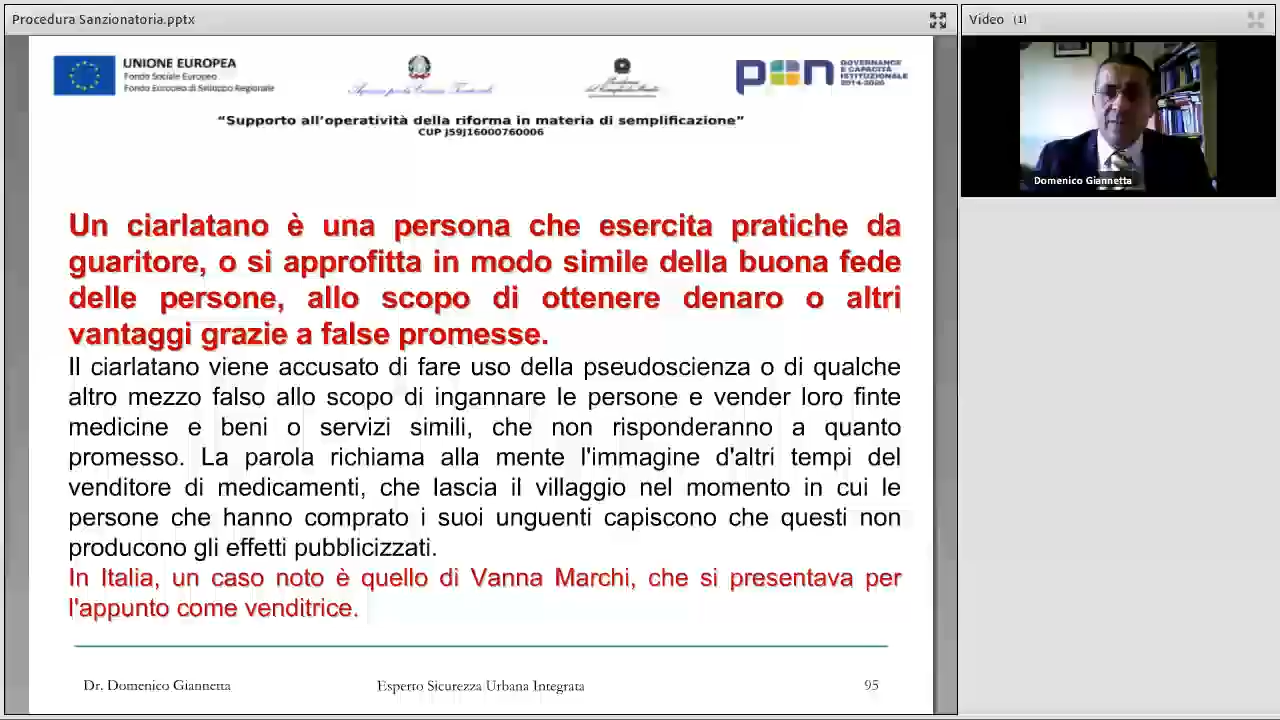 Procedura Sanzionatoria.pptx
Video (1)
UNIONE EUROPEA
Fondo Sociale Europeo
Fondo Europeo di Sviluppo Regionale
pon
GOVERNANCE
E CAPACITÀ
ISTITUZIONALE
2014-2020
“Supporto all’operatività della riforma in materia di semplificazione”
CUP J59J16000760006
Domenico Giannetta
Un ciarlatano è una persona che esercita pratiche da
guaritore, o si approfitta in modo simile della buona fede
delle persone, allo scopo di ottenere denaro o altri
vantaggi grazie a false promesse.
Il ciarlatano viene accusato di fare uso della pseudoscienza o di qualche
altro mezzo falso allo scopo di ingannare le persone e vender loro finte
medicine e beni o servizi simili, che non risponderanno a quanto
promesso. La parola richiama alla mente l'immagine d'altri tempi del
venditore di medicamenti, che lascia il villaggio nel momento in cui le
persone che hanno comprato i suoi unguenti capiscono che questi non
producono gli effetti pubblicizzati.
In Italia, un caso noto è quello di Vanna Marchi, che si presentava per
l'appunto come venditrice.
Dr. Domenico Giannetta
Esperto Sicurezza Urbana Integrata
95